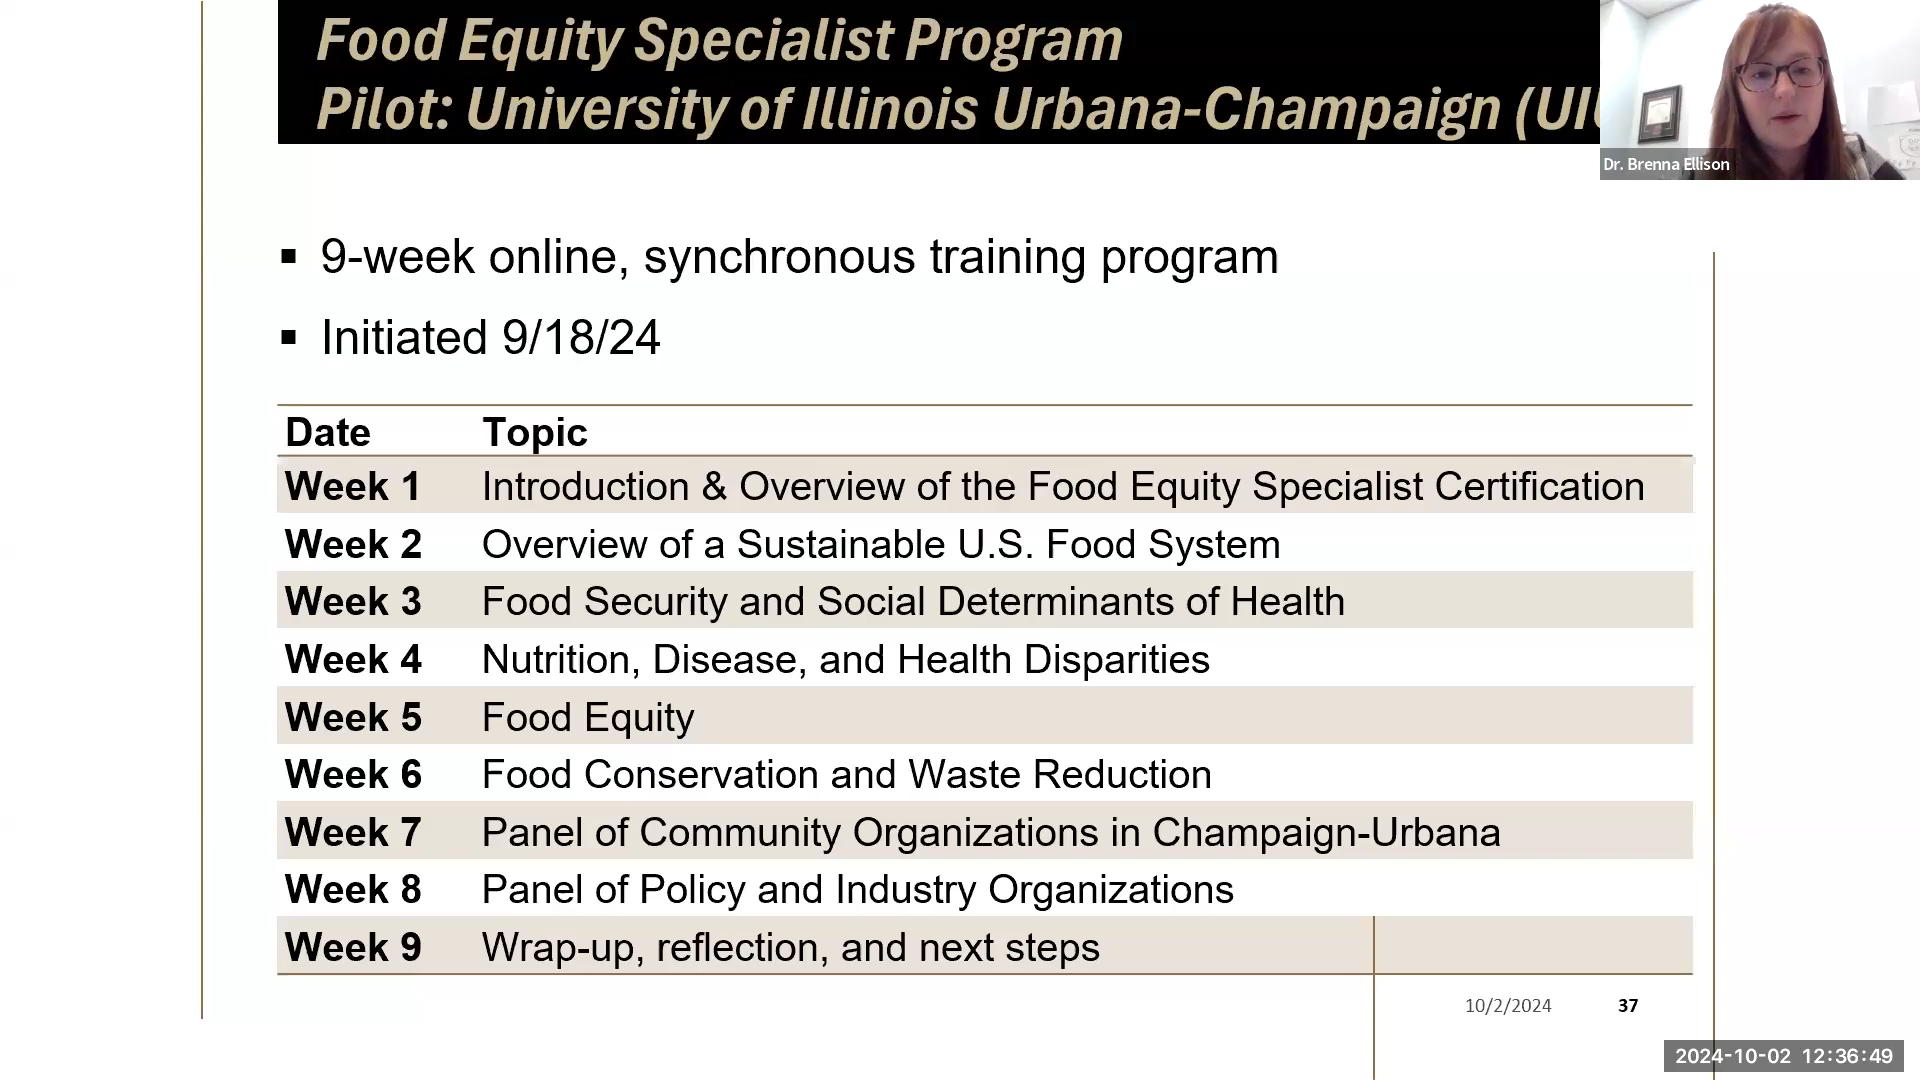 Food Equity Specialist Program
Pilot: University of Illinois Urbana-Champaign (UIU
Dr. Brenna Ellison
▪ 9-week online, synchronous training program
▪ Initiated 9/18/24
Date Topic
Week 1 Introduction & Overview of the Food Equity Specialist Certification
Week 2 Overview of a Sustainable U.S. Food System
Week 3 Food Security and Social Determinants of Health
Week 4 Nutrition, Disease, and Health Disparities
Week 5 Food Equity
Week 6 Food Conservation and Waste Reduction
Week 7 Panel of Community Organizations in Champaign-Urbana
Week 8 Panel of Policy and Industry Organizations
Week 9 Wrap-up, reflection, and next steps
10/2/2024 37
2024-10-02 12:36:49